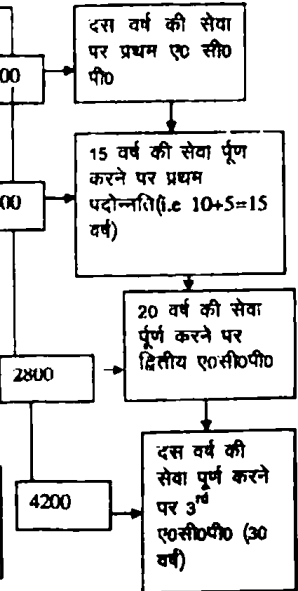 दस वर्ष की सेवा
पर प्रथम ए0 सी0
पी0
00
15 वर्ष की सेवा र्पूण
करने पर प्रथम
पदोन्नति(i.e 10+5=15
वर्ष)
00
20 वर्ष की सेवा
र्पूर्ण करने पर
द्वितीय ए0सी0पी0
2800
दस वर्ष की
सेवा पूर्ण करने
पर 3rd
ए0सी0पी0 (30
वर्ष)
4200